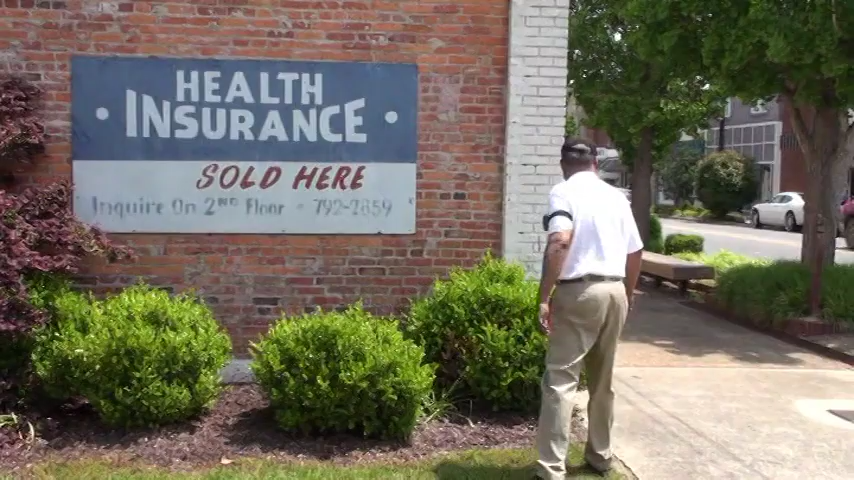 HEALTH
INSURANCE
SOLD HERE
Inquire On 2ND Floor • 792-2859